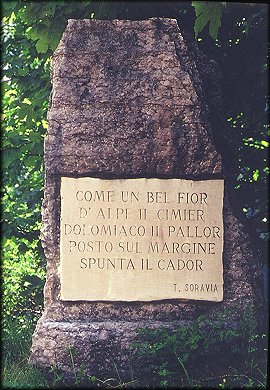 COME UN BEL FIOR
D'ALPE IL CIMIER
DOLOMIACO IL PALLOR
POSTO SUL MARGINE
SPUNTA IL CADOR
T. SORAVIA